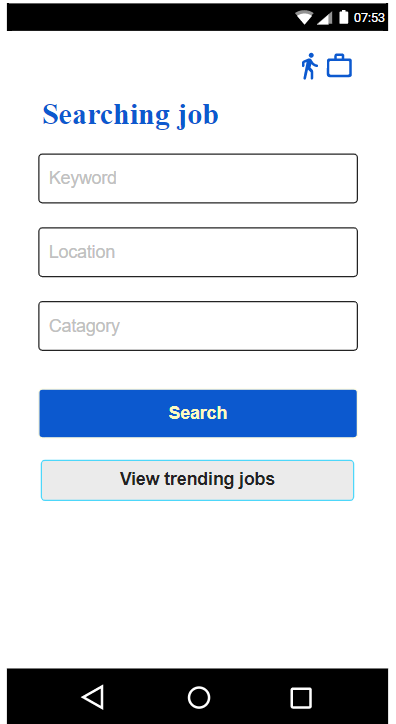 07:53
Searching job
Keyword
Location
Catagory
Search
View trending jobs